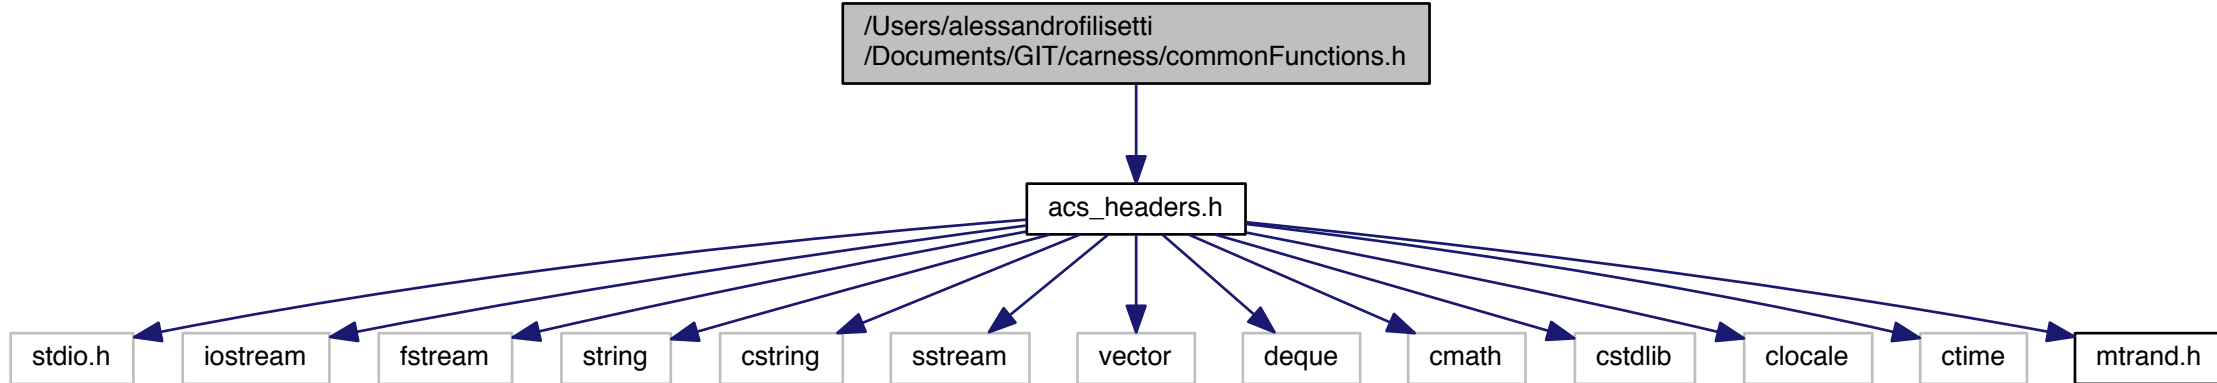 /Users/alessandrofilisetti
/Documents/GIT/carness/commonFunctions.h
acs_headers.h
stdio.h
iostream
fstream
string
cstring
sstream
vector
deque
cmath
cstdlib
clocale
ctime
mtrand.h